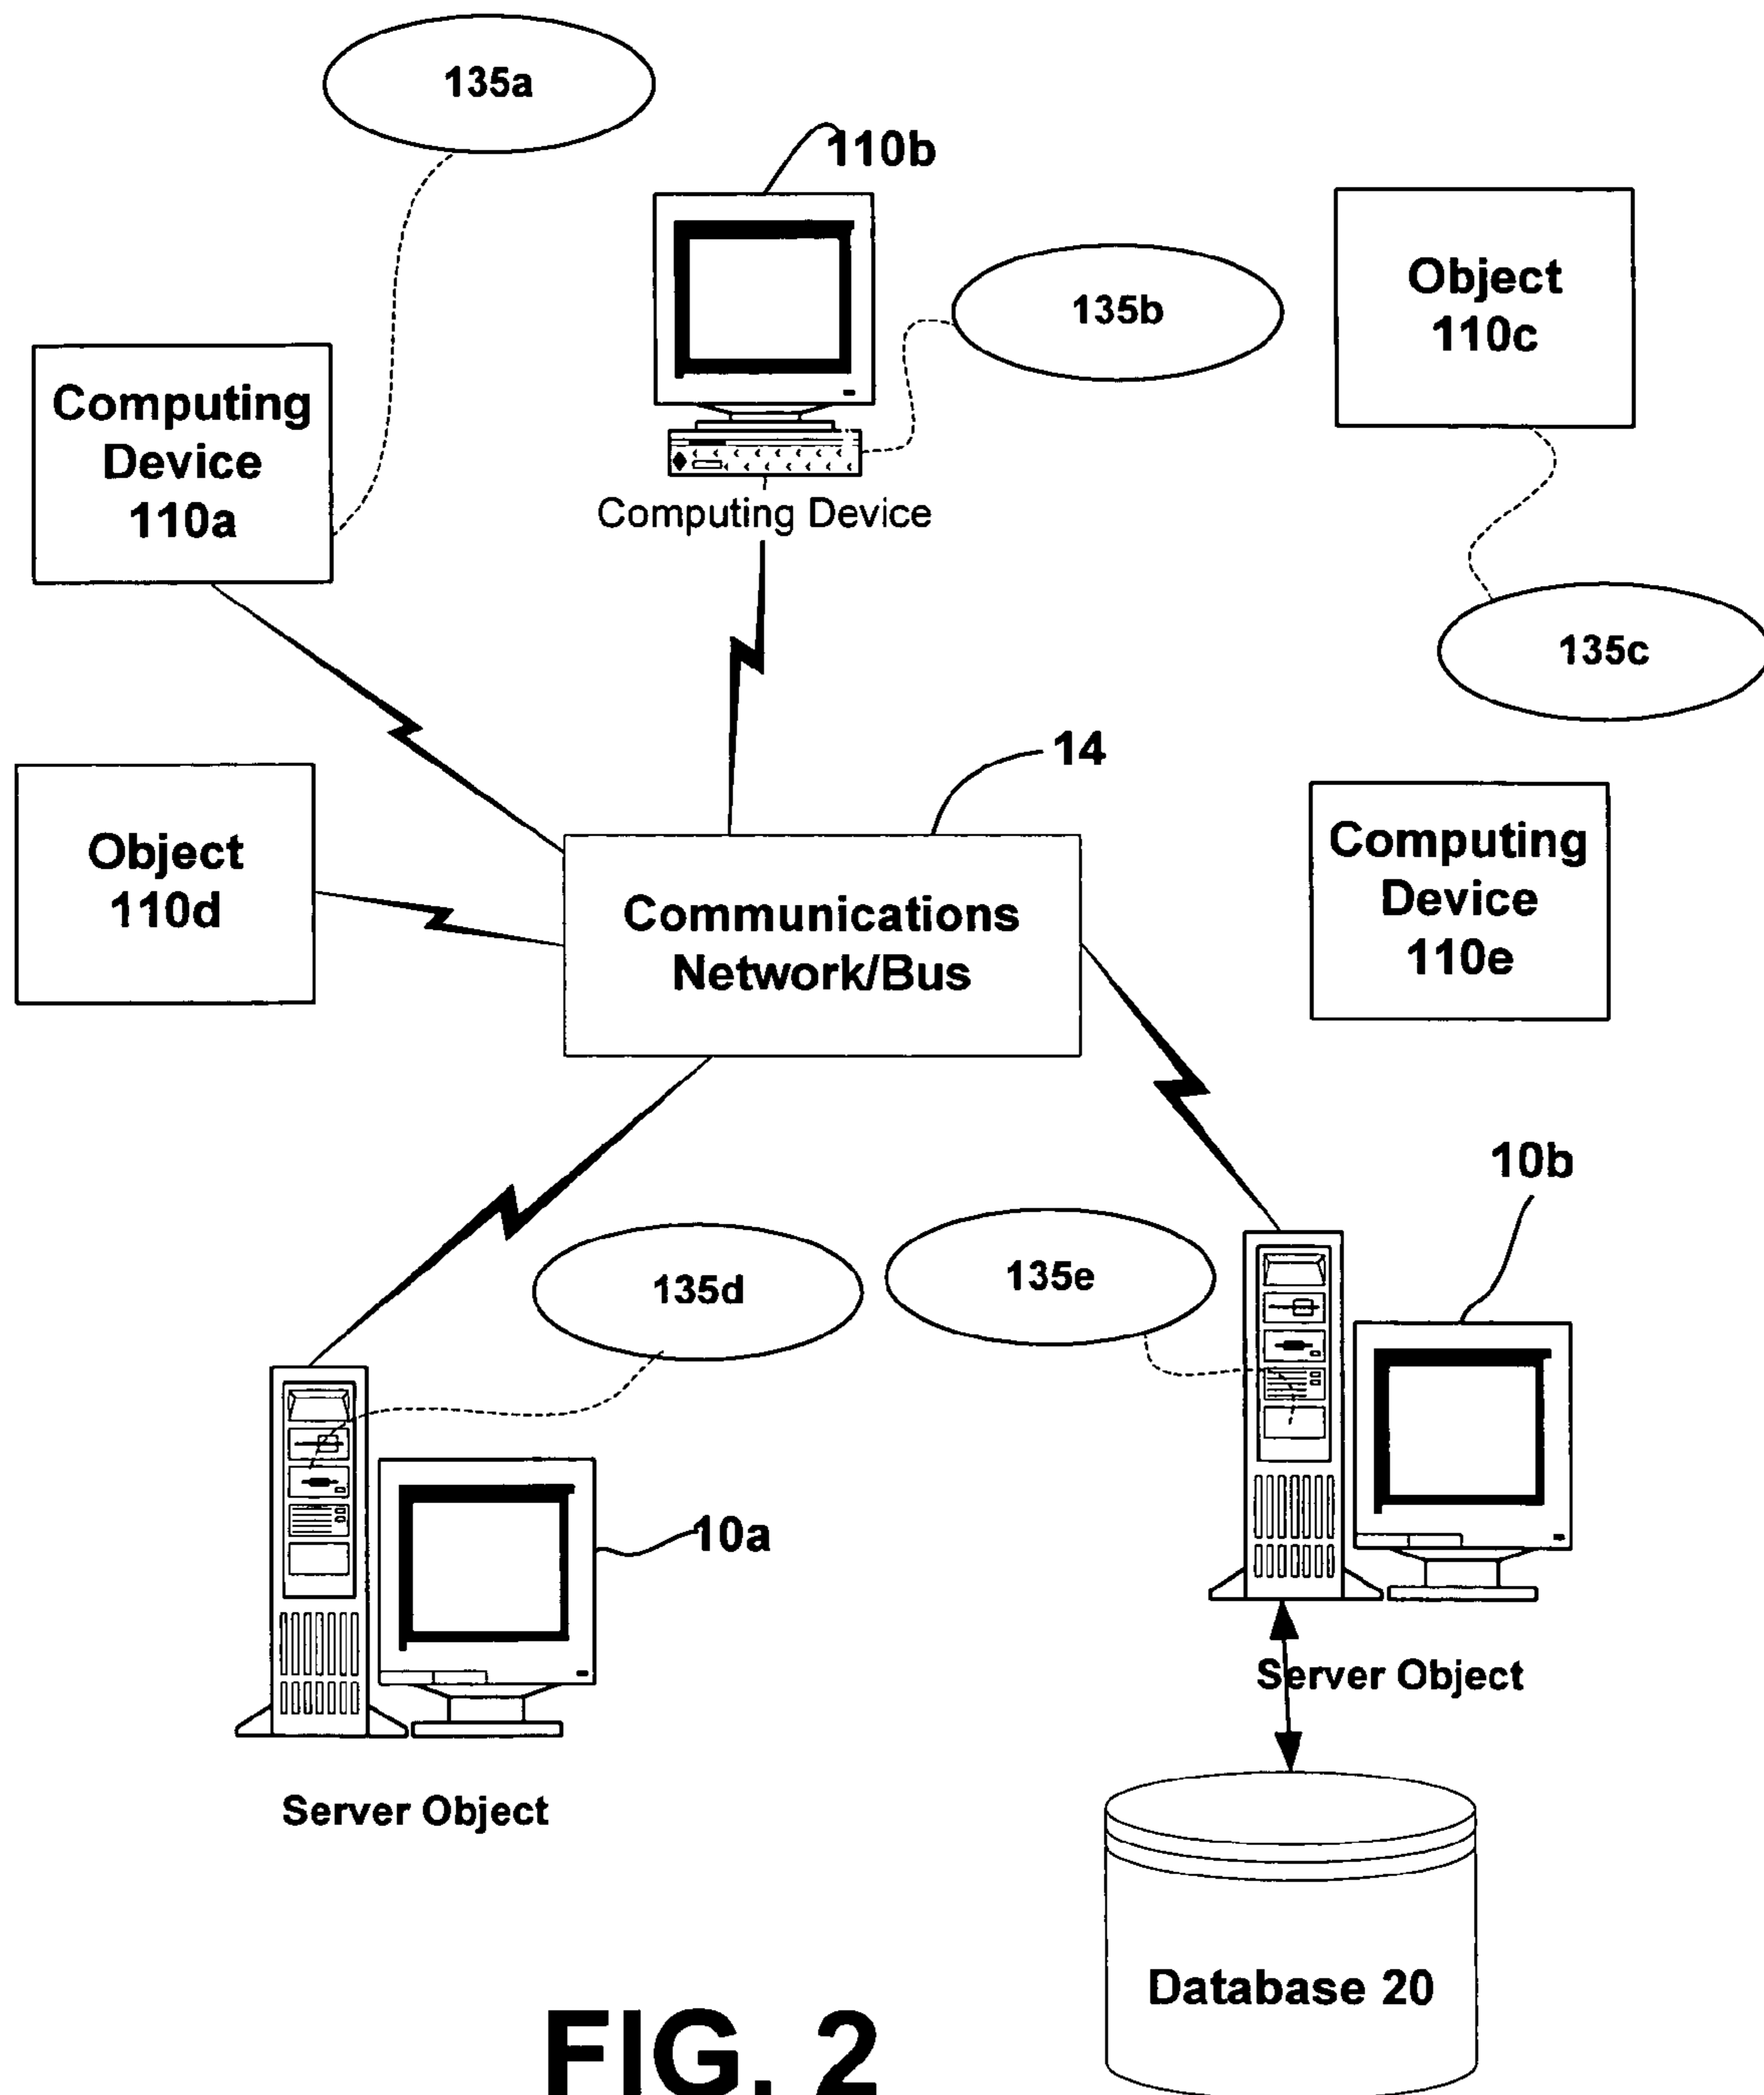 135a
110b
Object
110c
135b
Computing
Device
110a
Computing Device
135c
14
Object
110d
Computing
Device
110e
Communications
Network/Bus
10b
135d
135e
10a
Server Object
Server Object
Database 20
FIG. 2